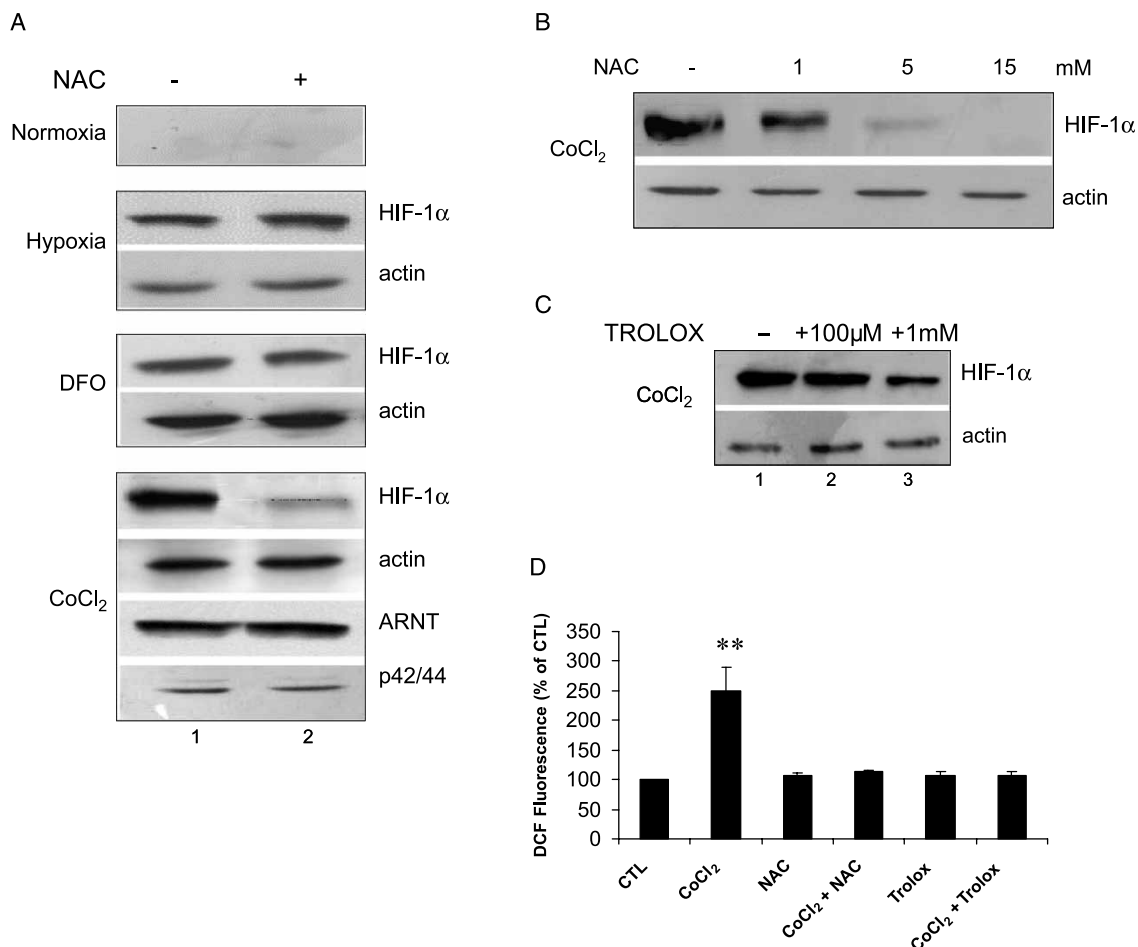 A
NAC - +
Normoxia
Hypoxia
HIF-1α
actin
DFO
HIF-1α
actin
CoCl₂
HIF-1α
actin
ARNT
p42/44
1 2
B
NAC - 1 5 15 mM
CoCl₂
HIF-1α
actin
C
TROLOX – +100µM +1mM
CoCl₂
HIF-1α
actin
1 2 3
D
DCF Fluorescence (% of CTL)
350
300
250
200
150
100
50
0
**
CTL
CoCl₂
NAC
CoCl₂ + NAC
Trolox
CoCl₂ + Trolox